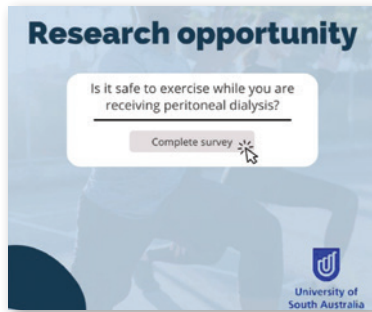 Research opportunity
Is it safe to exercise while you are
receiving peritoneal dialysis?
Complete survey
University of
South Australia